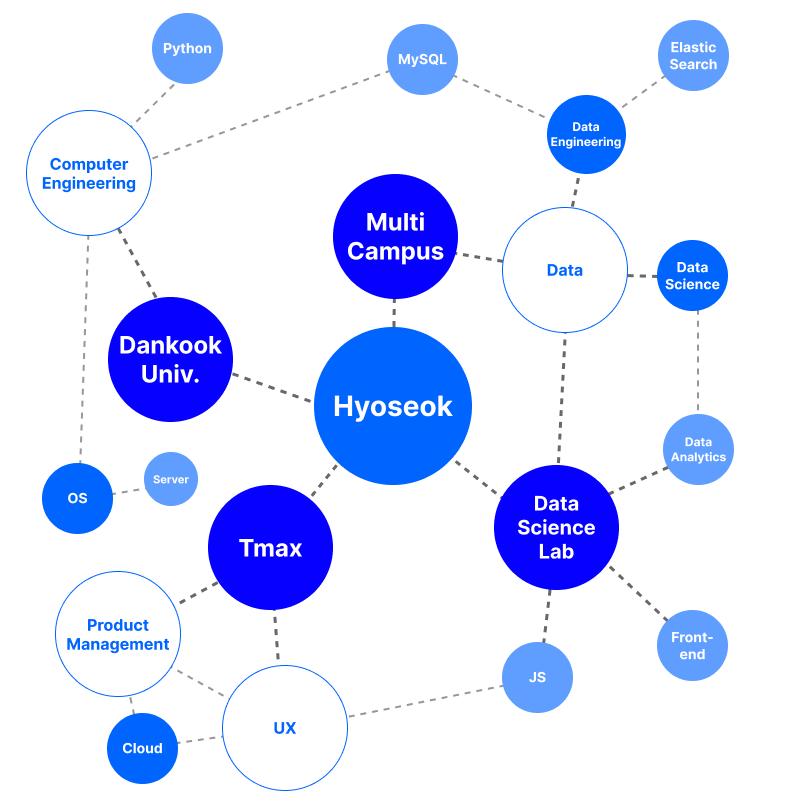 Python
MySQL
Elastic
Search
Data
Engineering
Computer
Engineering
Multi
Campus
Data
Data
Science
Dankook
Univ.
Hyoseok
Data
Analytics
OS
Server
Tmax
Data
Science
Lab
Product
Management
Front-
end
JS
UX
Cloud